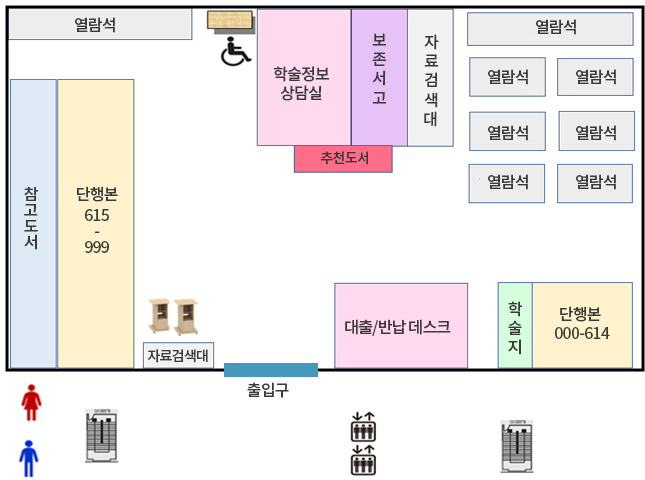 열람석
학술정보
상담실
보존서고
자료검색대
열람석
열람석
열람석
열람석
열람석
열람석
열람석
추천도서
참고도서
단행본
615
-
999
자료검색대
대출/반납 데스크
학술지
단행본
000-614
출입구